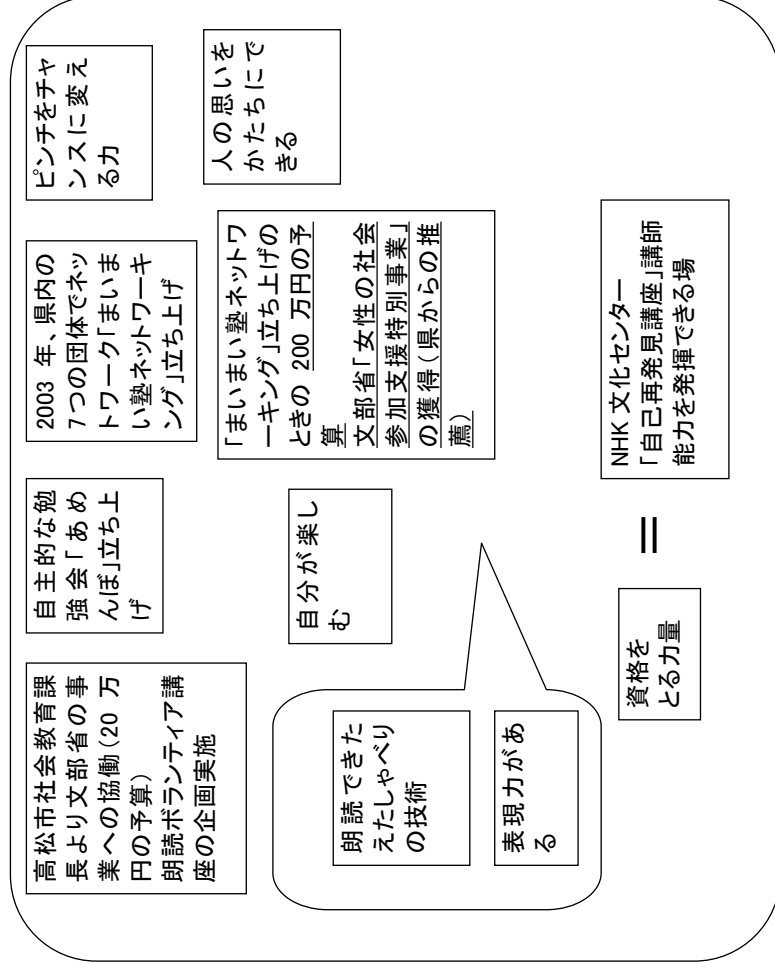 高松市社会教育課
長より文部省の事
業への協働(20 万
円の予算)
朗読ボランティア講
座の企画実施
自主的な勉
強会「あめ
んぼ」立ち上
げ
2003 年、県内の
7つの団体でネッ
トワーク「まいま
い塾ネットワーキ
ング」立ち上げ
ピンチをチャ
ンスに変え
る力
自分が楽し
む
「まいまい塾ネットワ
ーキング」立ち上げの
ときの 200 万円の予
算
文部省「女性の社会
参加支援特別事業」
の獲得(県からの推
薦)
人の思いを
かたちにで
きる
朗読できた
えたしゃべり
の技術
表現力があ
る
資格を
とる力量
＝
NHK 文化センター
「自己再発見講座」講師
能力を発揮できる場